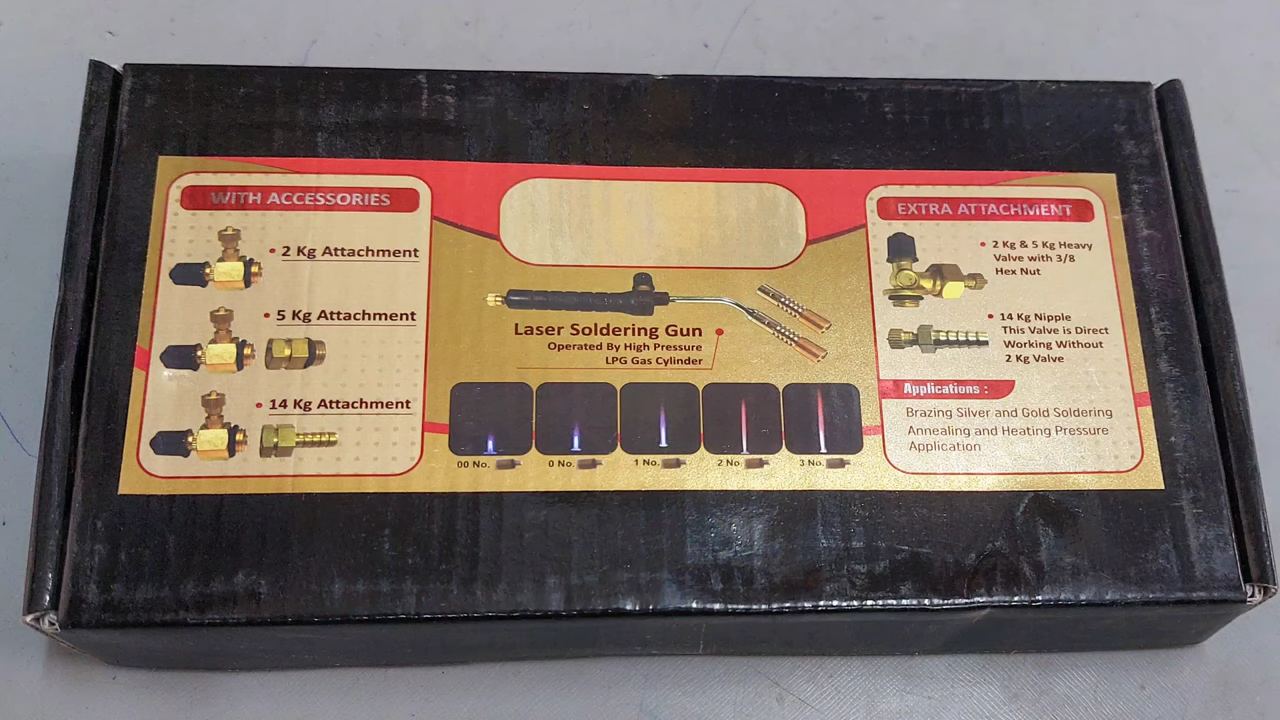 WITH ACCESSORIES
• 2 Kg Attachment
• 5 Kg Attachment
• 14 Kg Attachment
Laser Soldering Gun
Operated By High Pressure
LPG Gas Cylinder
00 No.
0 No.
1 No.
2 No.
3 No.
EXTRA ATTACHMENT
• 2 Kg & 5 Kg Heavy
Valve with 3/8
Hex Nut
• 14 Kg Nipple
This Valve is Direct
Working Without
2 Kg Valve
Applications :
Brazing Silver and Gold Soldering
Annealing and Heating Pressure
Application